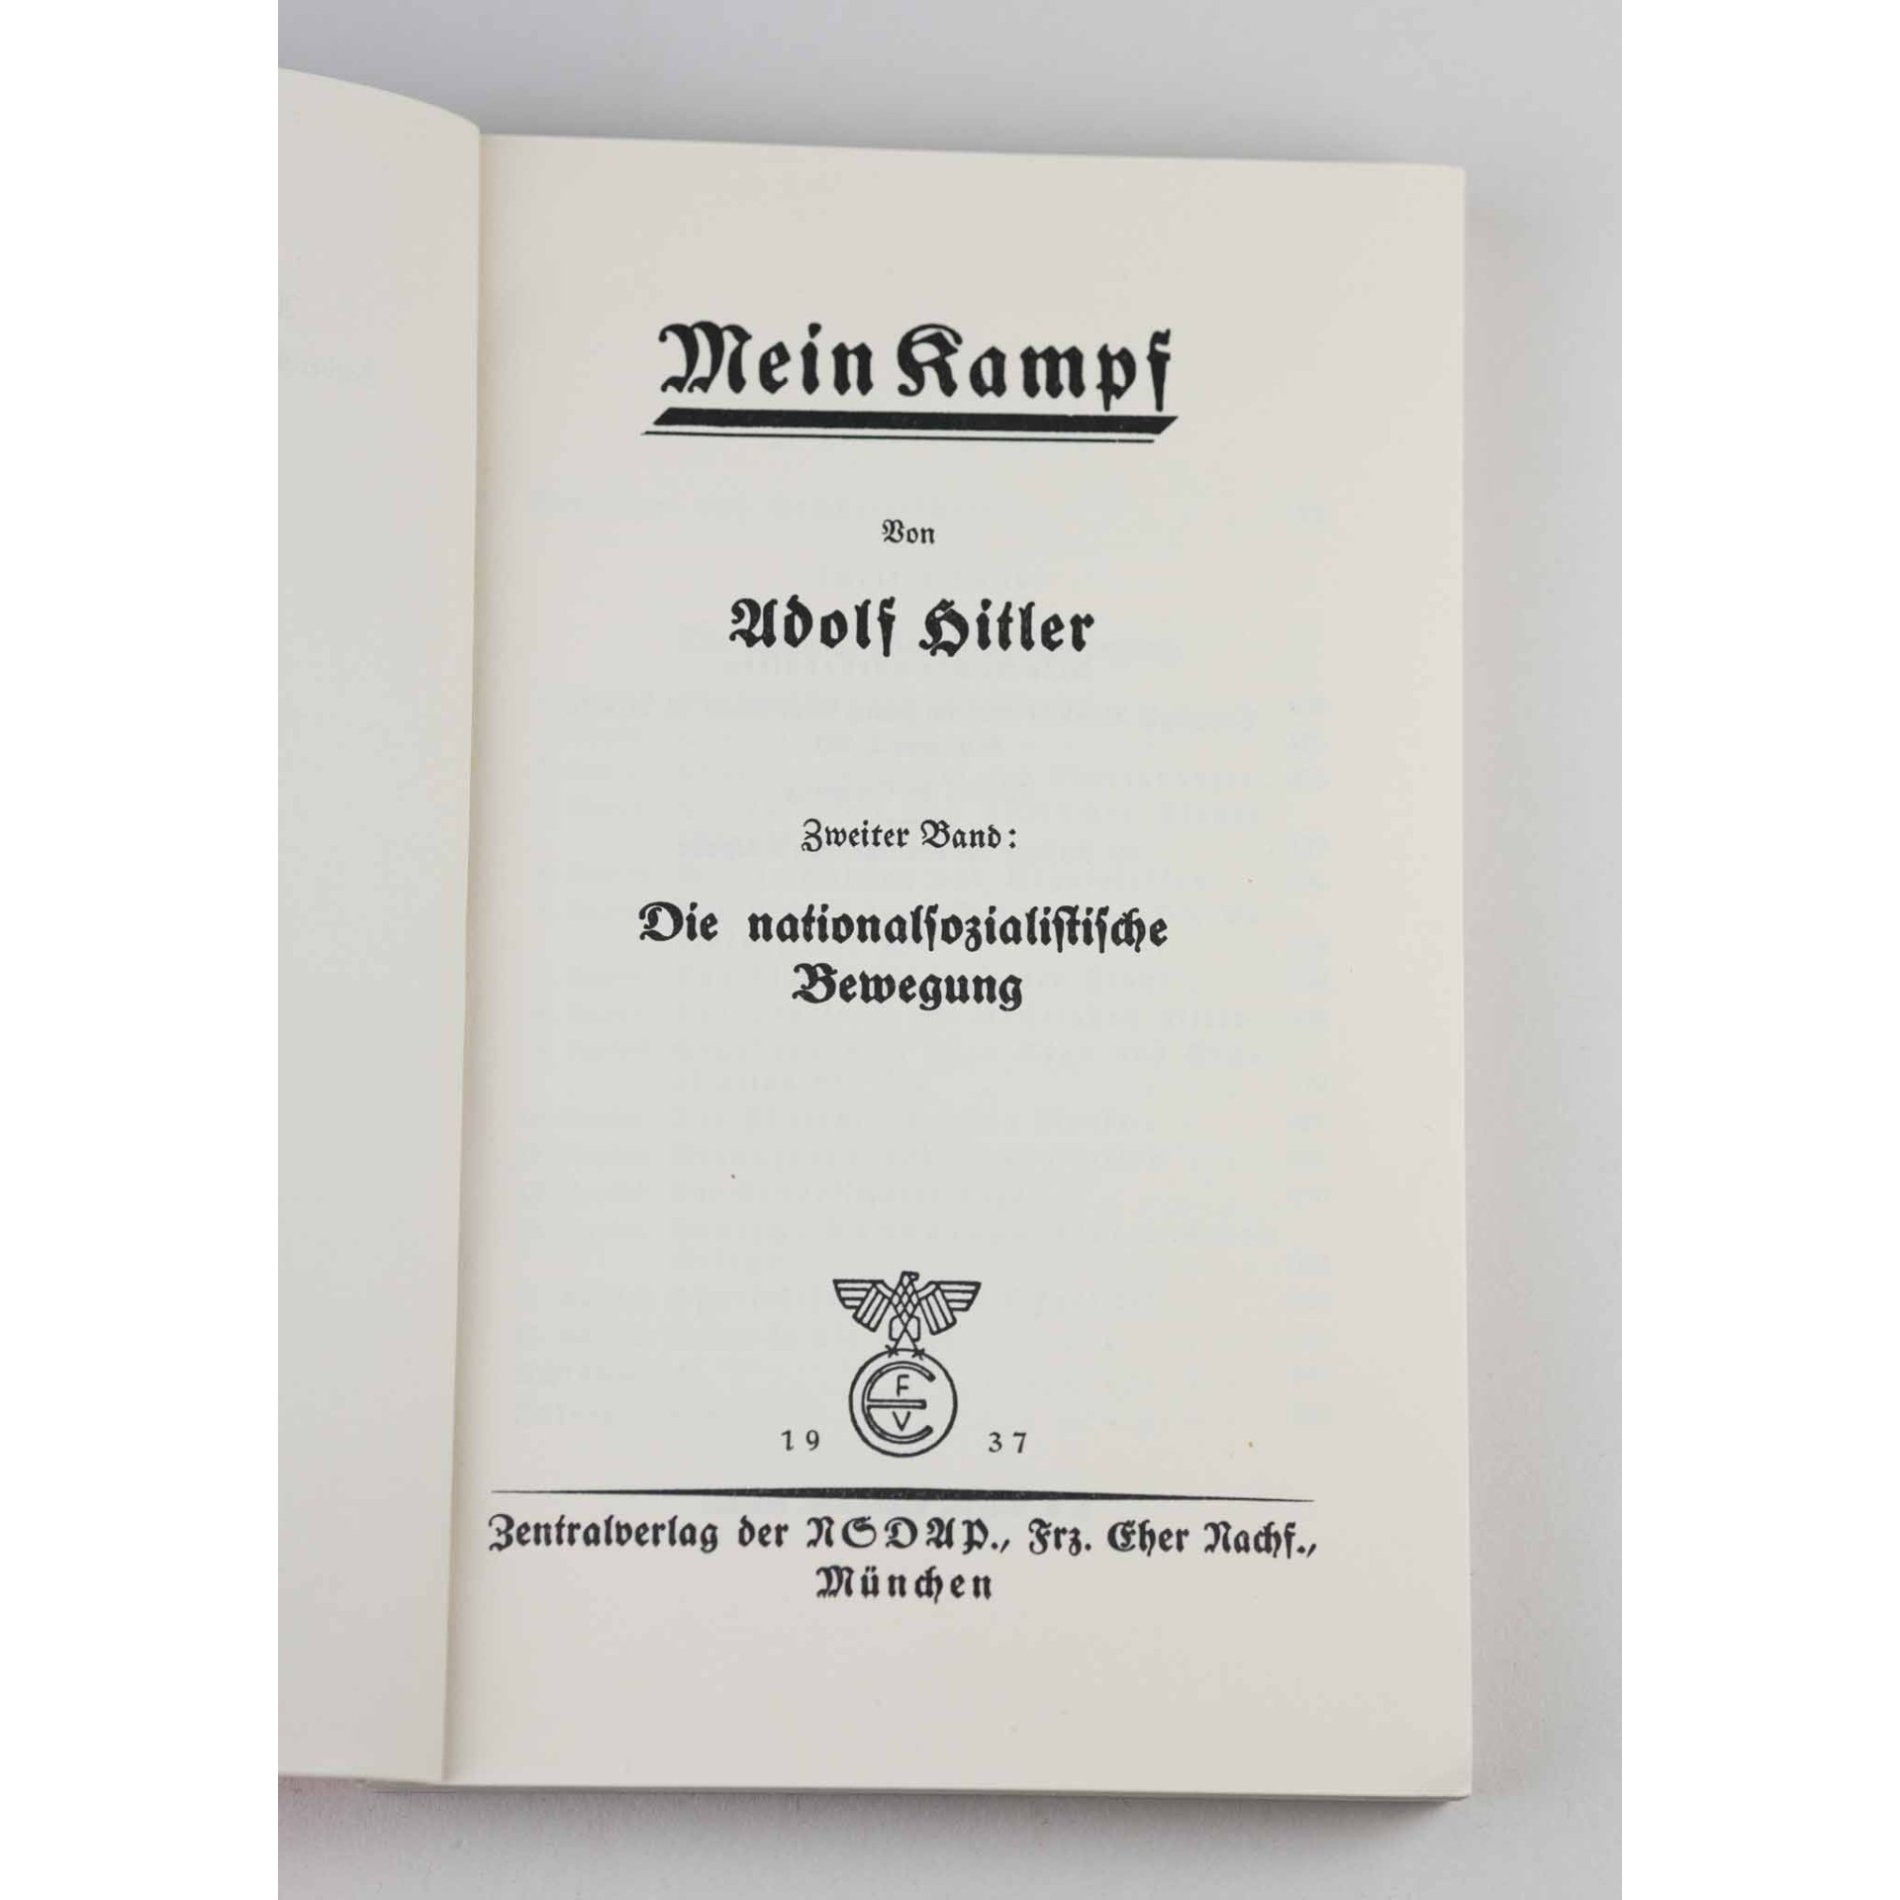 Mein Kampf
Von
Adolf Hitler
Zweiter Band:
Die nationalsozialistische
Bewegung
F
E
V
19 37
Zentralverlag der NSDAP., Frz. Eher Nachf.,
München